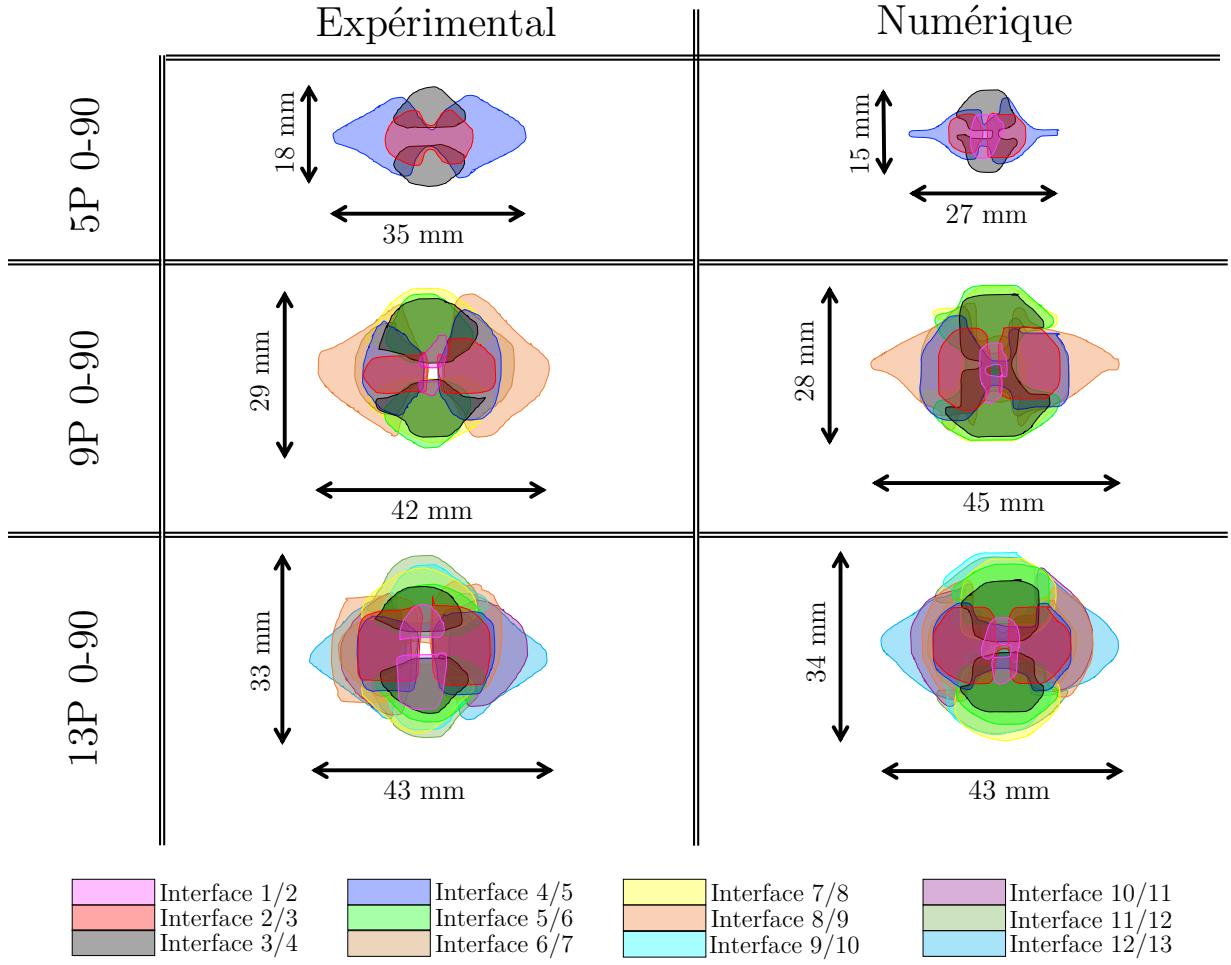 Expérimental
Numérique
5P 0-90
18 mm
35 mm
15 mm
27 mm
9P 0-90
29 mm
42 mm
28 mm
45 mm
13P 0-90
33 mm
43 mm
34 mm
43 mm
Interface 1/2
Interface 2/3
Interface 3/4
Interface 4/5
Interface 5/6
Interface 6/7
Interface 7/8
Interface 8/9
Interface 9/10
Interface 10/11
Interface 11/12
Interface 12/13